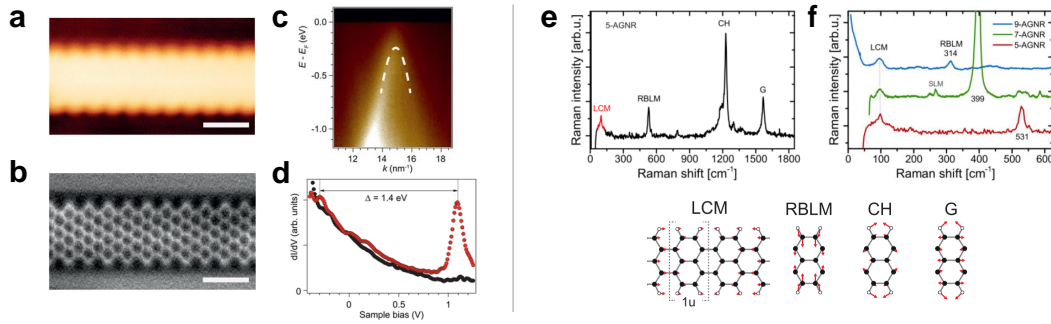 a
b
c
E - E_F (eV)
0.0
-0.5
-1.0
12
14
16
18
k (nm⁻¹)
d
Δ = 1.4 eV
dI/dV (arb. units)
0
0.5
1
Sample bias (V)
e
5-AGNR
CH
RBLM
LCM
G
Raman intensity [arb.u.]
0 300 600 900 1200 1500 1800
Raman shift [cm⁻¹]
f
9-AGNR
7-AGNR
5-AGNR
LCM
RBLM
314
SLM
399
531
Raman intensity [arb.u.]
0 100 200 300 400 500 600
Raman shift [cm⁻¹]
LCM
RBLM
CH
G
1u